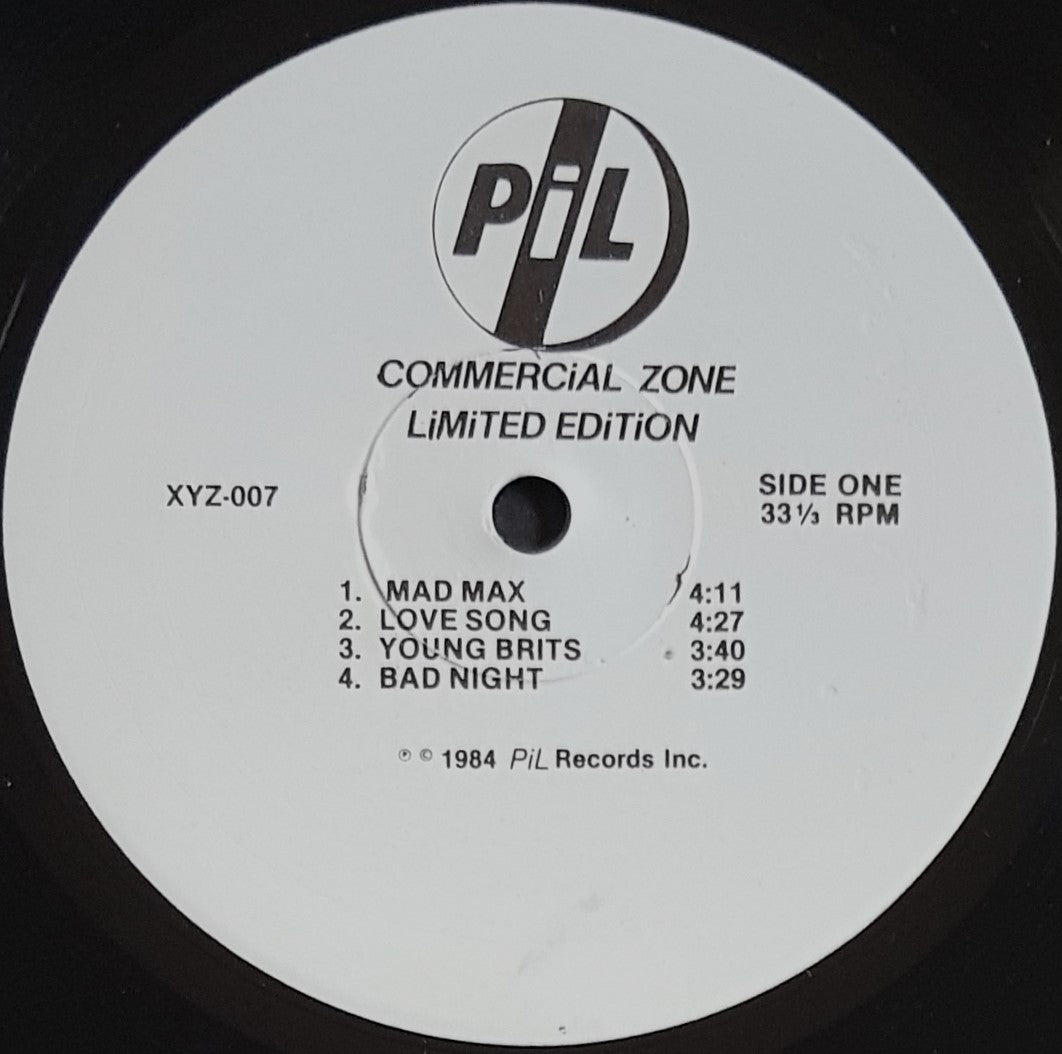 PiL
COMMERCiAL ZONE
LiMiTED EDiTiON
XYZ-007
SIDE ONE
33⅓ RPM
1. MAD MAX 4:11
2. LOVE SONG 4:27
3. YOUNG BRITS 3:40
4. BAD NIGHT 3:29
℗ © 1984 PiL Records Inc.